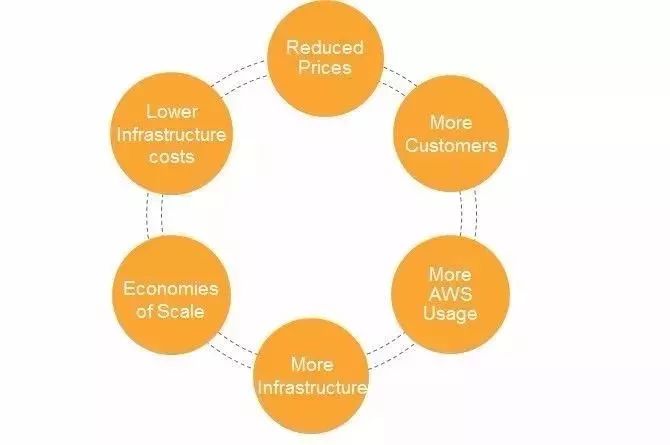 Reduced
Prices
More
Customers
More
AWS
Usage
More
Infrastructure
Economies
of Scale
Lower
Infrastructure
costs